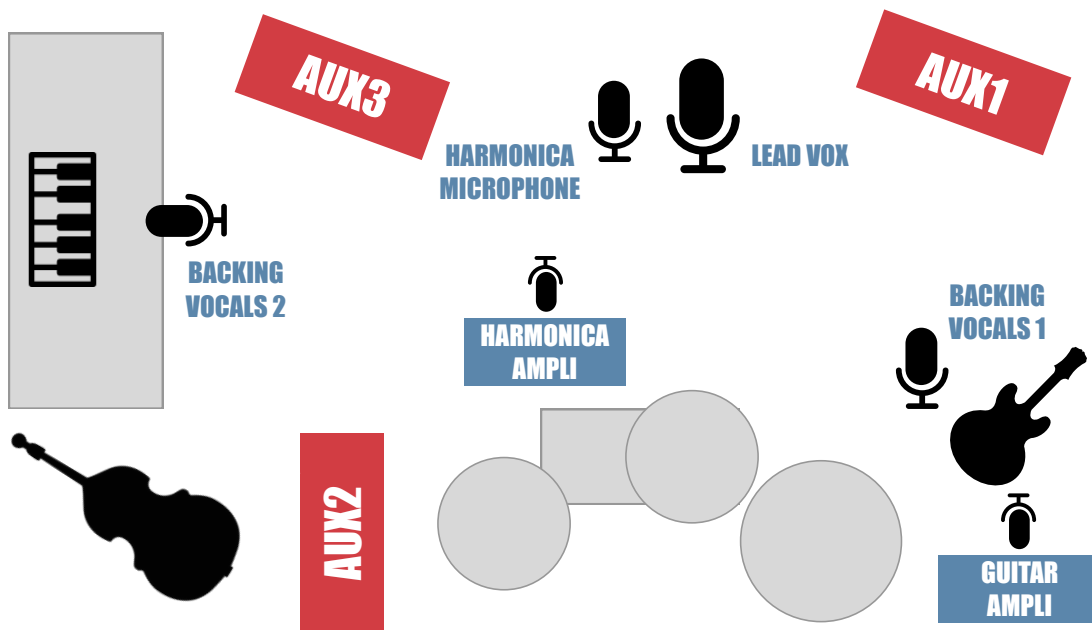 AUX3
AUX1
HARMONICA
MICROPHONE
LEAD VOX
BACKING
VOCALS 2
BACKING
VOCALS 1
HARMONICA
AMPLI
AUX2
GUITAR
AMPLI